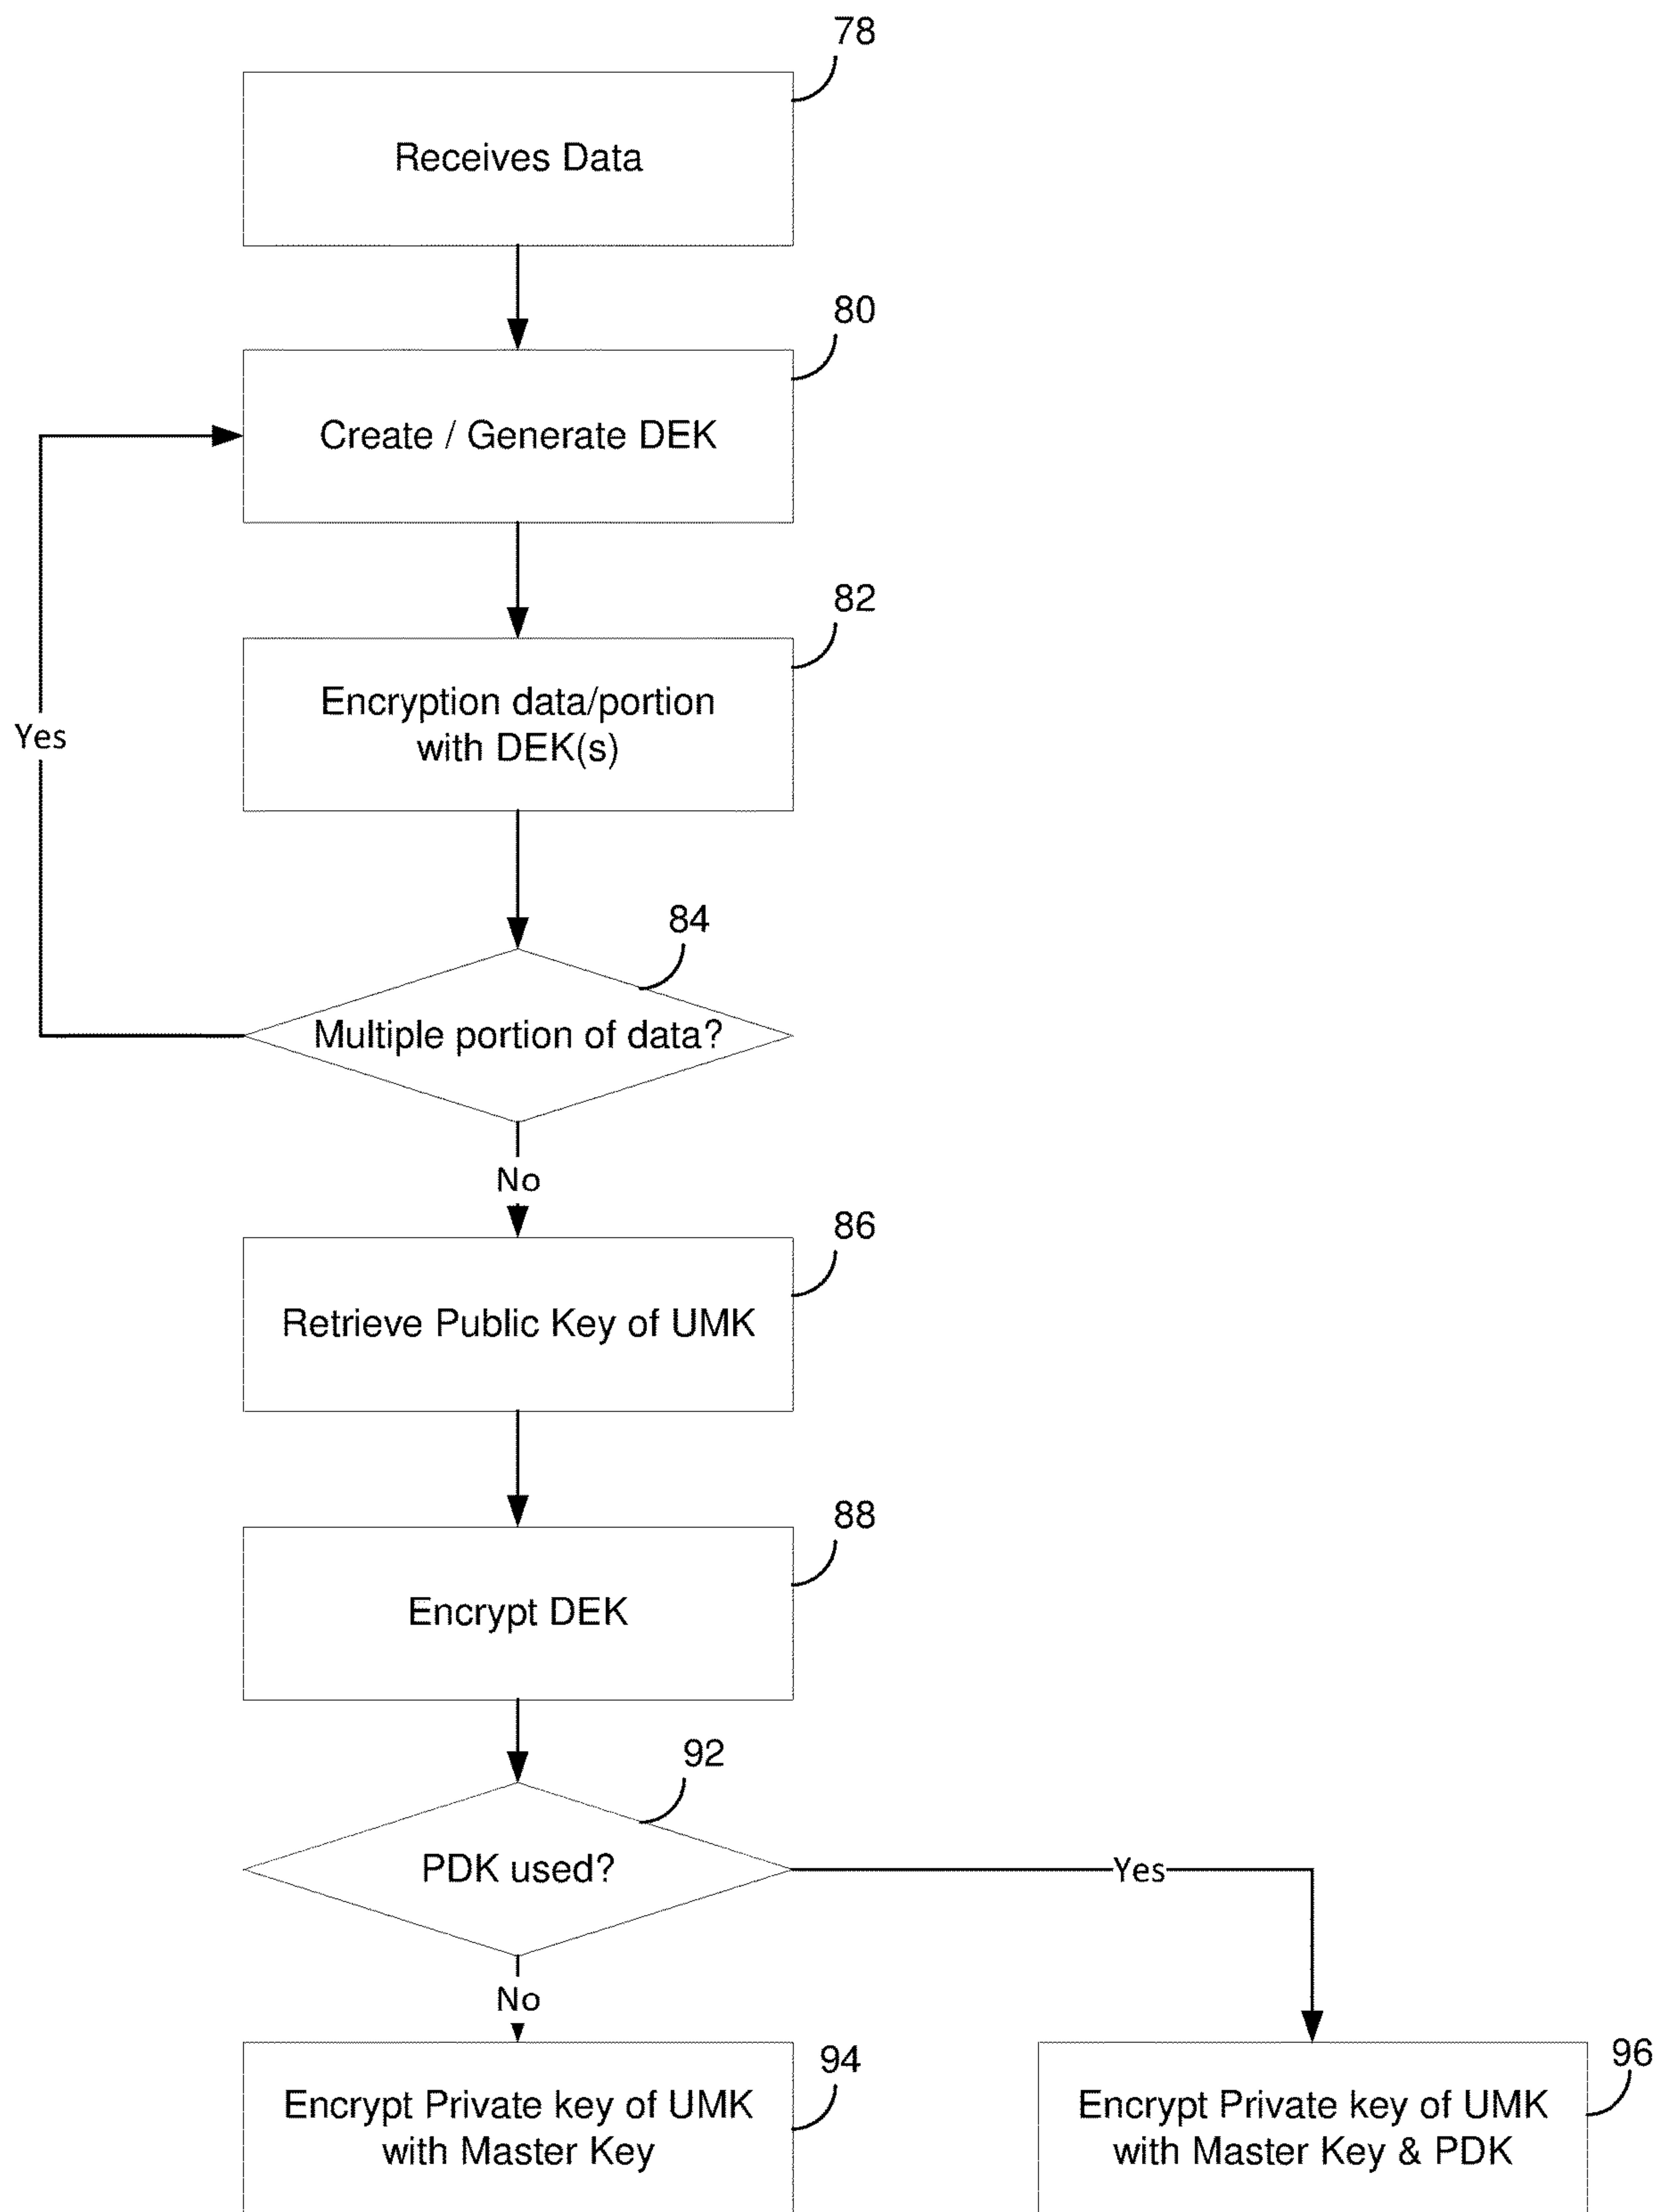 78
Receives Data
80
Create / Generate DEK
82
Encryption data/portion
with DEK(s)
Yes
84
Multiple portion of data?
No
86
Retrieve Public Key of UMK
88
Encrypt DEK
92
PDK used?
Yes
No
94
Encrypt Private key of UMK
with Master Key
96
Encrypt Private key of UMK
with Master Key & PDK